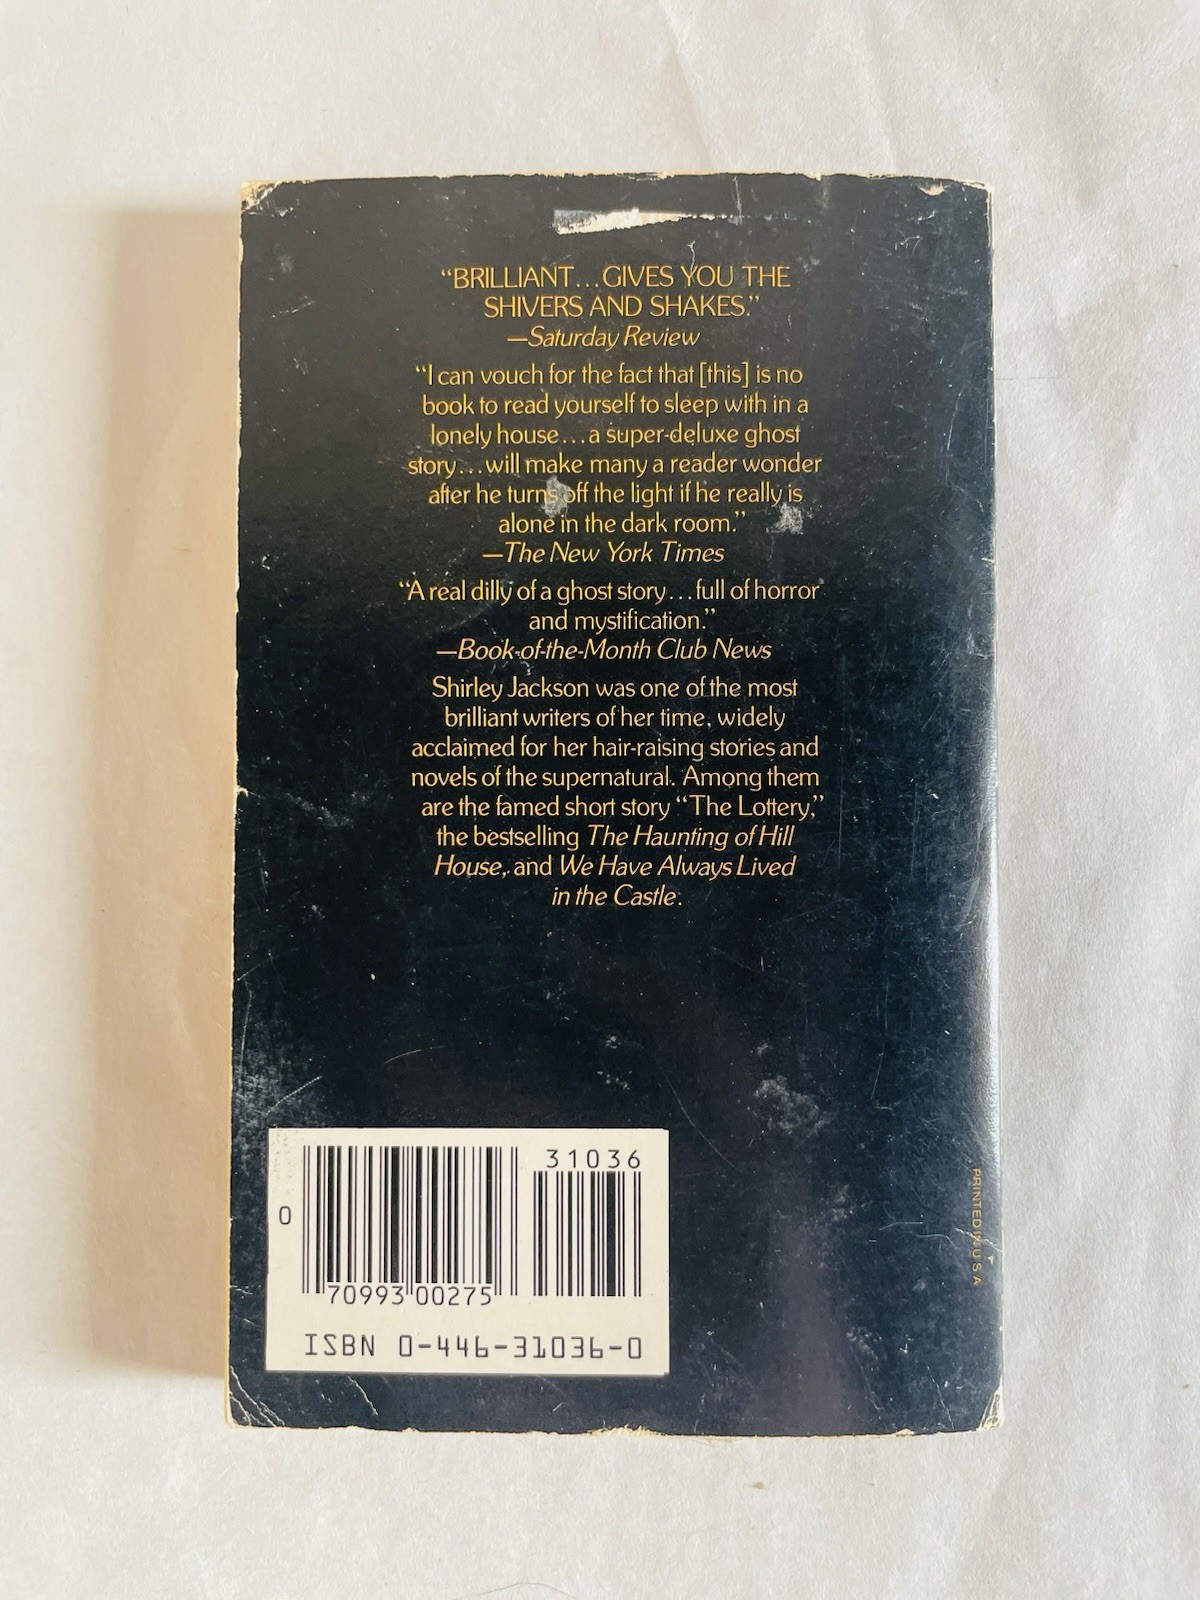 “BRILLIANT...GIVES YOU THE
SHIVERS AND SHAKES.”
—Saturday Review
“I can vouch for the fact that [this] is no
book to read yourself to sleep with in a
lonely house...a super-deluxe ghost
story...will make many a reader wonder
after he turns off the light if he really is
alone in the dark room.”
—The New York Times
“A real dilly of a ghost story...full of horror
and mystification.”
—Book-of-the-Month Club News
Shirley Jackson was one of the most
brilliant writers of her time, widely
acclaimed for her hair-raising stories and
novels of the supernatural. Among them
are the famed short story “The Lottery,”
the bestselling The Haunting of Hill
House, and We Have Always Lived
in the Castle.
31036
0
70993 00275
ISBN 0-446-31036-0
PRINTED IN U S A